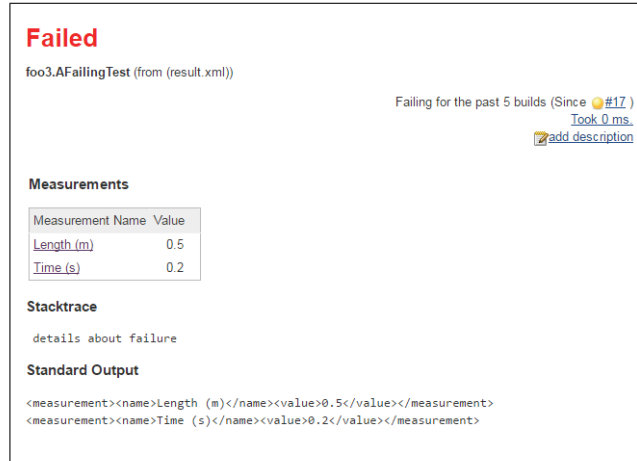 Failed
foo3.AFailingTest (from (result.xml))
Failing for the past 5 builds (Since #17 )
Took 0 ms.
add description
Measurements
Measurement Name Value
Length (m) 0.5
Time (s) 0.2
Stacktrace
details about failure
Standard Output
<measurement><name>Length (m)</name><value>0.5</value></measurement>
<measurement><name>Time (s)</name><value>0.2</value></measurement>